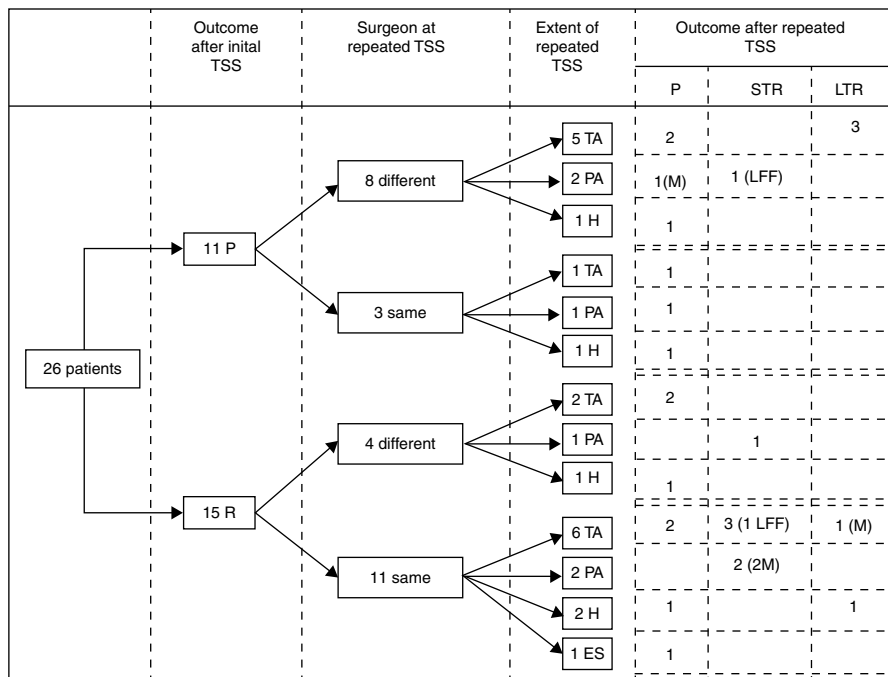 Outcome after inital TSS
Surgeon at repeated TSS
Extent of repeated TSS
Outcome after repeated TSS
P STR LTR
26 patients
11 P
8 different
5 TA 2 3
2 PA 1(M) 1 (LFF)
1 H 1
3 same
1 TA 1
1 PA 1
1 H 1
15 R
4 different
2 TA 2
1 PA 1
1 H 1
11 same
6 TA 2 3 (1 LFF) 1 (M)
2 PA 2 (2M)
2 H 1 1
1 ES 1